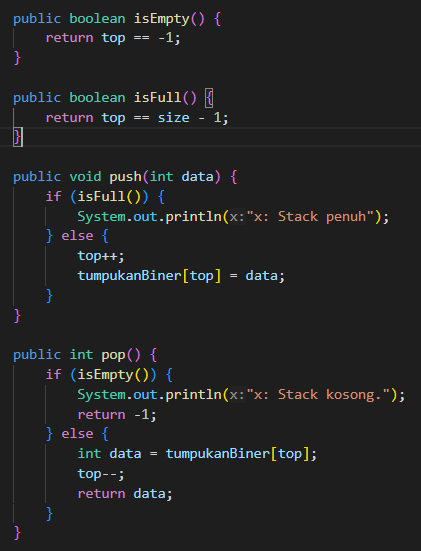 public boolean isEmpty() {
    return top == -1;
}

public boolean isFull() {
    return top == size - 1;
}

public void push(int data) {
    if (isFull()) {
        System.out.println(x:"x: Stack penuh");
    } else {
        top++;
        tumpukanBiner[top] = data;
    }
}

public int pop() {
    if (isEmpty()) {
        System.out.println(x:"x: Stack kosong.");
        return -1;
    } else {
        int data = tumpukanBiner[top];
        top--;
        return data;
    }
}